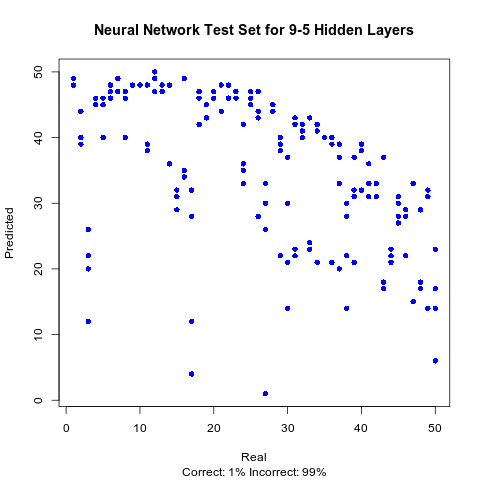 Neural Network Test Set for 9-5 Hidden Layers
50
40
30
20
10
0
Predicted
0 10 20 30 40 50
Real
Correct: 1% Incorrect: 99%